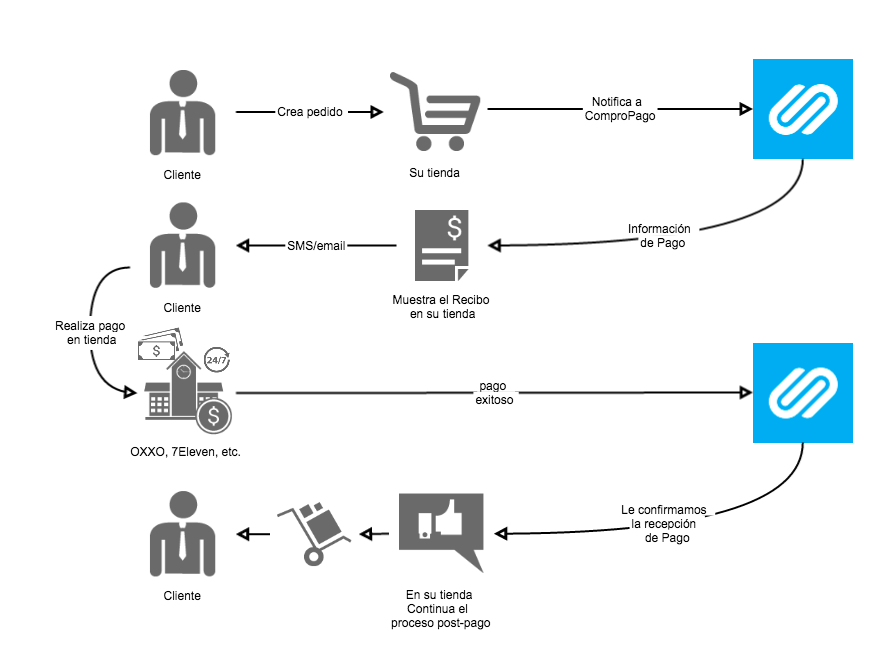 Crea pedido
Notifica a
ComproPago
Cliente
Su tienda
Información
de Pago
SMS/email
Muestra el Recibo
en su tienda
Cliente
Realiza pago
en tienda
24/7
pago
exitoso
OXXO, 7Eleven, etc.
Le confirmamos
la recepción
de Pago
Cliente
En su tienda
Continua el
proceso post-pago